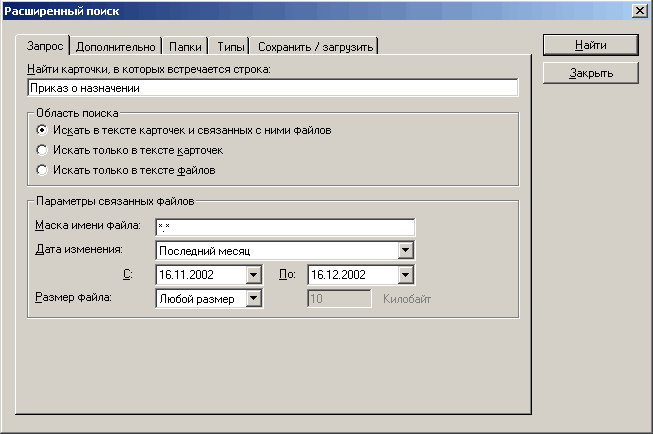 Расширенный поиск
Запрос Дополнительно Папки Типы Сохранить / загрузить
Найти
Найти карточки, в которых встречается строка:
Закрыть
Приказ о назначении
Область поиска
Искать в тексте карточек и связанных с ними файлов
Искать только в тексте карточек
Искать только в тексте файлов
Параметры связанных файлов
Маска имени файла: *.*
Дата изменения: Последний месяц
С: 16.11.2002 По: 16.12.2002
Размер файла: Любой размер 10 Килобайт